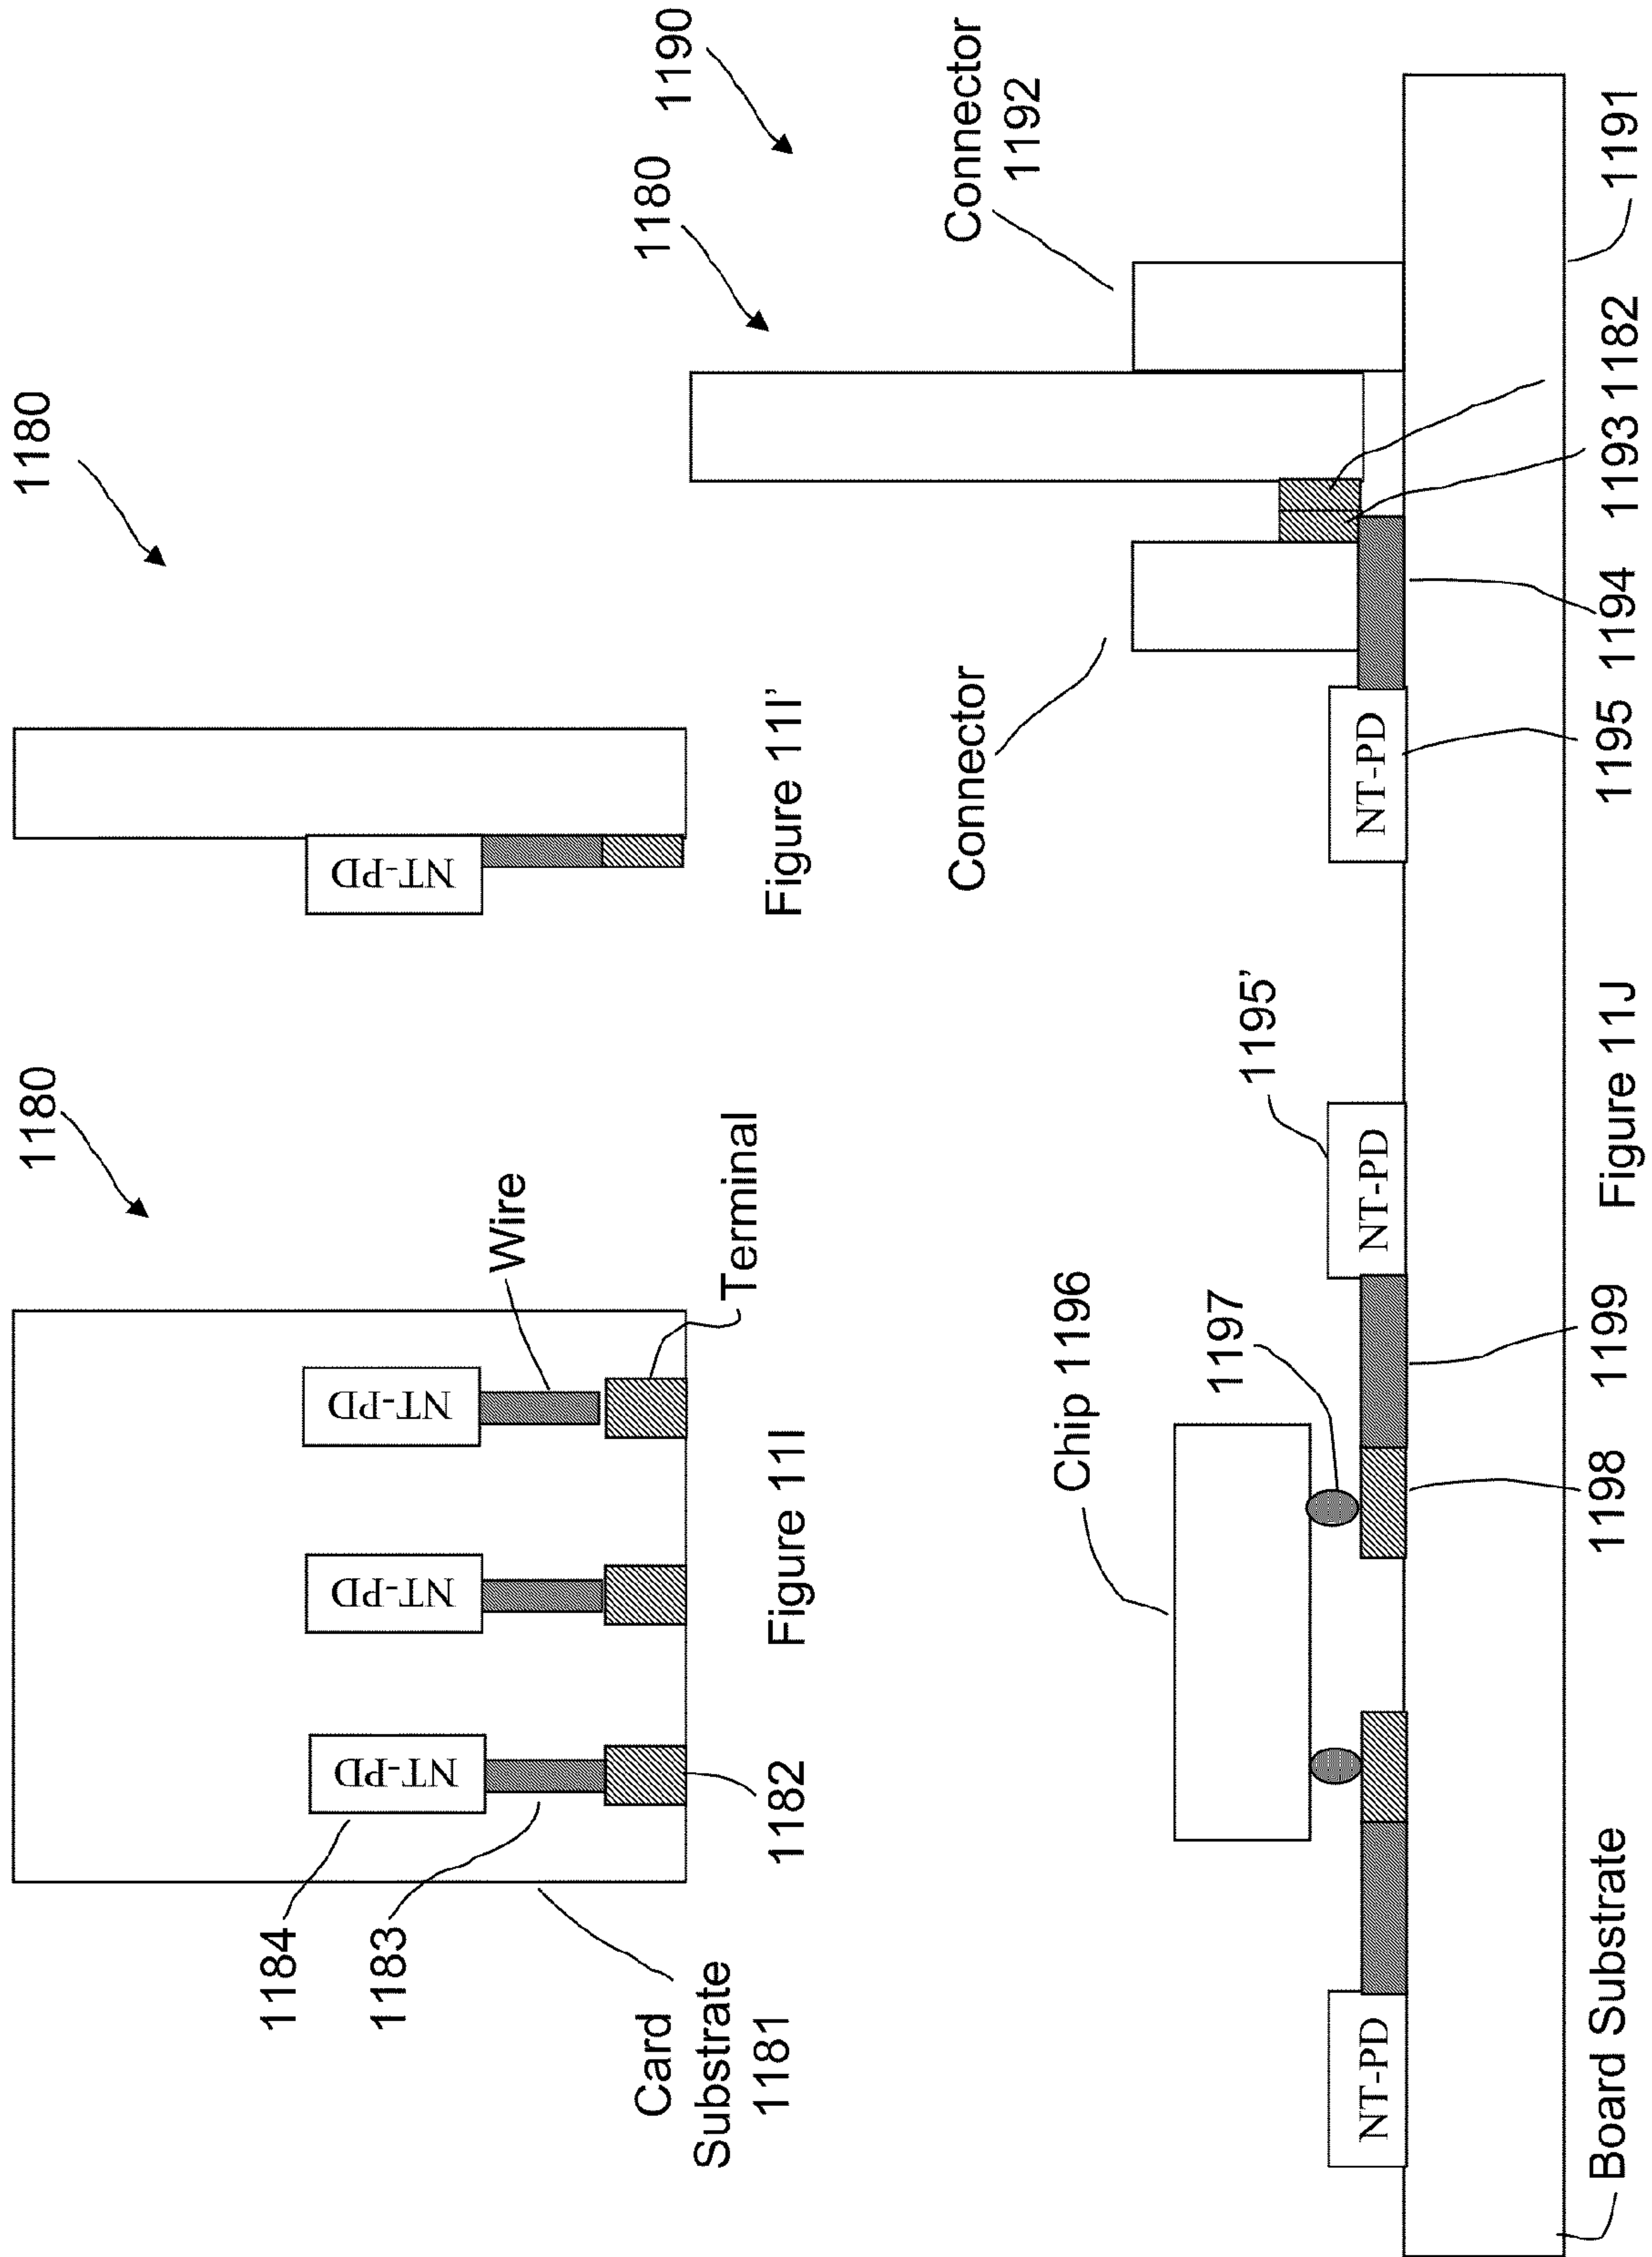 1180
1184
1183
Card
Substrate
1181
NT-PD
NT-PD
NT-PD
Wire
Terminal
1182
Figure 11I
1180
NT-PD
Figure 11I’
1180
1190
Connector
Connector
1192
Chip 1196
1197
1195’
NT-PD
NT-PD
NT-PD
Board Substrate
1198
1199
Figure 11J
1195
1194
1193
1182
1191